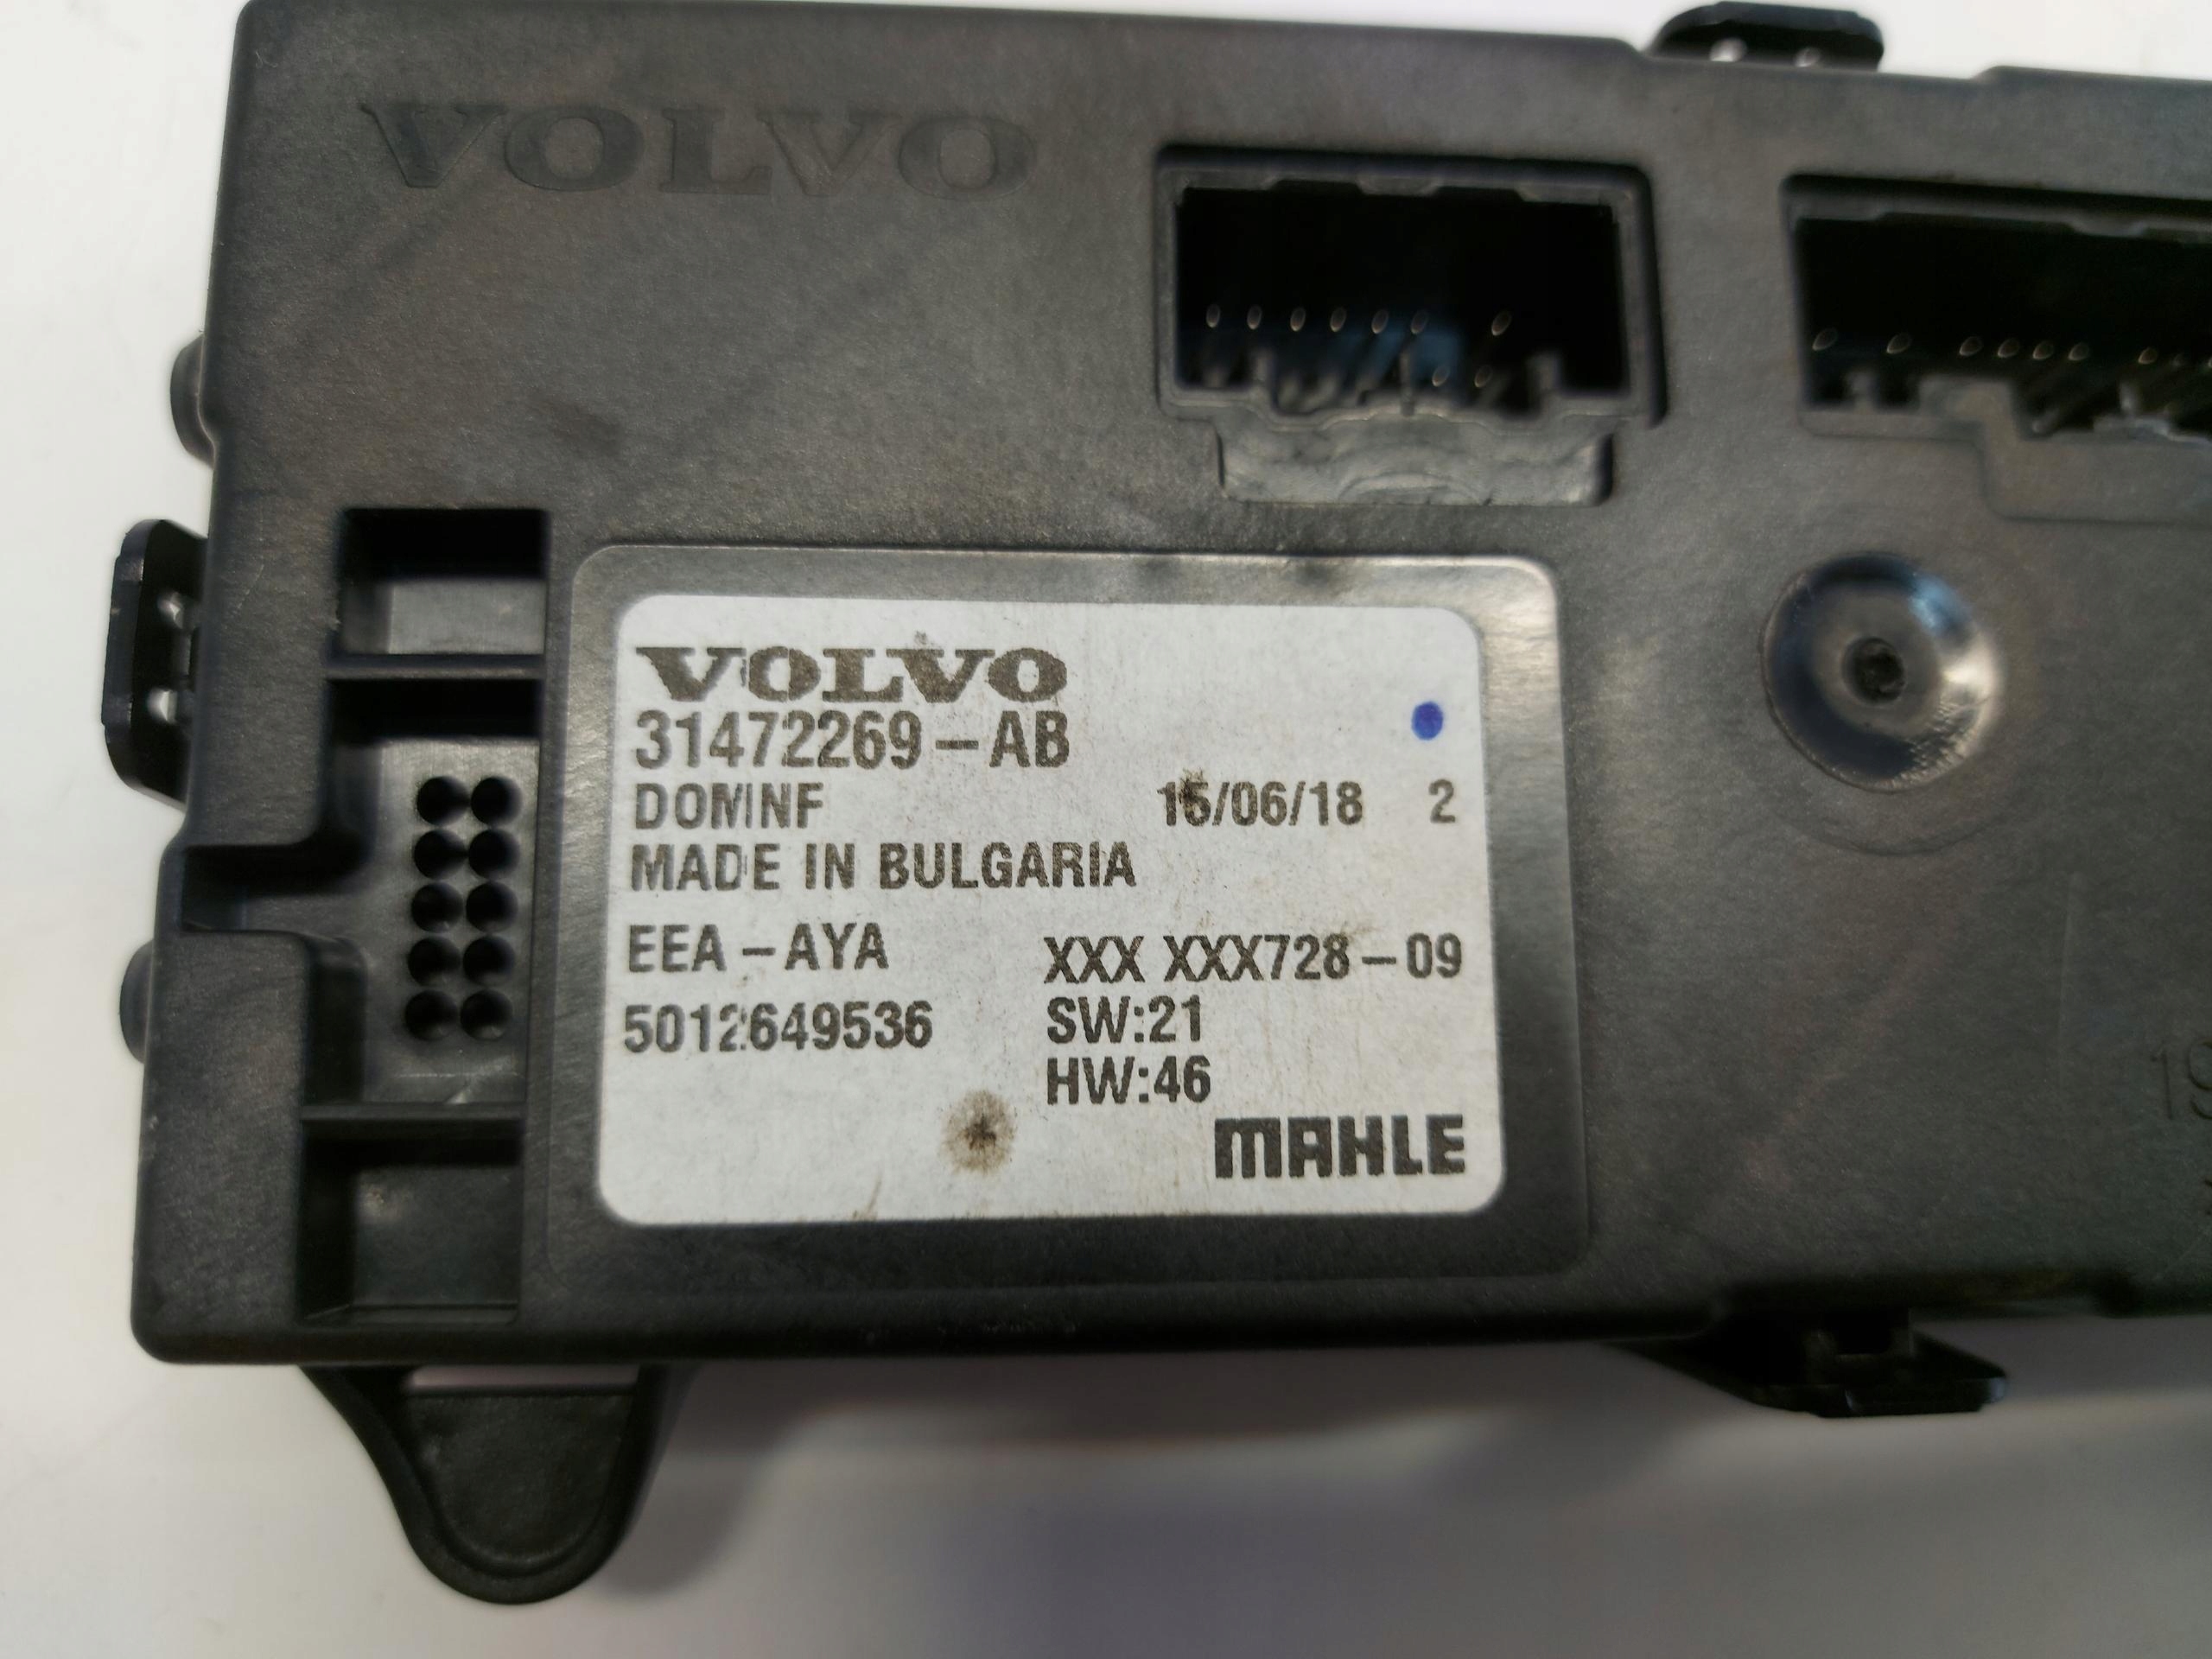 VOLVO
VOLVO
31472269-AB
DOMINF 15/06/18 2
MADE IN BULGARIA
EEA-AYA XXX XXX728-09
5012649536 SW:21
HW:46
MAHLE